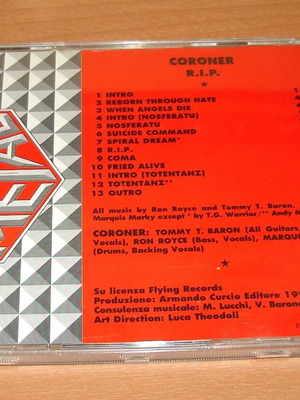 CORONER
R.I.P.
*
1 INTRO
2 REBORN THROUGH HATE
3 WHEN ANGELS DIE
4 INTRO (NOSFERATU)
5 NOSFERATU
6 SUICIDE COMMAND
7 SPIRAL DREAM*
8 R.I.P.
9 COMA
10 FRIED ALIVE
11 INTRO (TOTENTANZ)
12 TOTENTANZ**
13 OUTRO
All music by Ron Royce and Tommy T. Baron.
Marquis Marky except * by T.G. Warrior/** Andy M
CORONER: TOMMY T. BARON (All Guitars,
Vocals), RON ROYCE (Bass, Vocals), MARQUI
(Drums, Backing Vocals)
*
Su licenza Flying Records
Produzione: Armando Curcio Editore 199
Consulenza musicale: M. Lucchi, V. Barone
Art Direction: Luca Theodoli